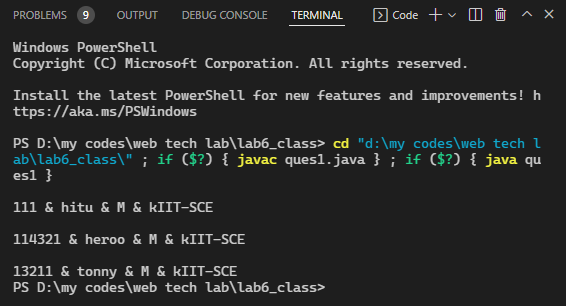 PROBLEMS 9 OUTPUT DEBUG CONSOLE TERMINAL Code
Windows PowerShell
Copyright (C) Microsoft Corporation. All rights reserved.
Install the latest PowerShell for new features and improvements! h
ttps://aka.ms/PSWindows
PS D:\my codes\web tech lab\lab6_class> cd "d:\my codes\web tech l
ab\lab6_class\" ; if ($?) { javac ques1.java } ; if ($?) { java qu
es1 }
111 & hitu & M & kIIT-SCE
114321 & heroo & M & kIIT-SCE
13211 & tonny & M & kIIT-SCE
PS D:\my codes\web tech lab\lab6_class>